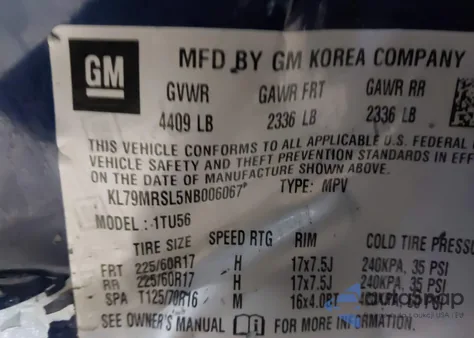 GM
MFD BY GM KOREA COMPANY
GVWR GAWR FRT GAWR RR
4409 LB 2336 LB 2336 LB
THIS VEHICLE CONFORMS TO ALL APPLICABLE U.S. FEDERAL
VEHICLE SAFETY AND THEFT PREVENTION STANDARDS IN EFF
ON THE DATE OF MANUFACTURE SHOWN ABOVE.
KL79MRSL5NB006067 TYPE: MPV
MODEL: 1TU56
TIRE SIZE SPEED RTG RIM COLD TIRE PRESSU
FRT 225/60R17 H 17x7.5J 240KPA, 35 PSI
RR 225/60R17 H 17x7.5J 240KPA, 35 PSI
SPA T125/70R16 M 16x4.0BT PSI
SEE OWNER'S MANUAL FOR MORE INFORMATION